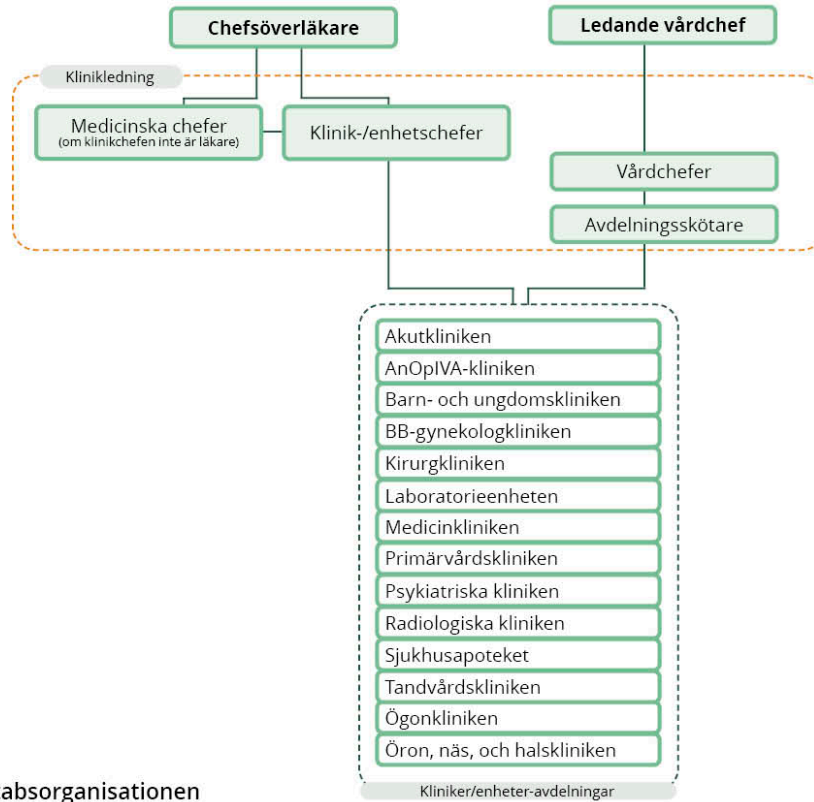 Chefsöverläkare
Ledande vårdchef
Klinikledning
Medicinska chefer
(om klinikchefen inte är läkare)
Klinik-/enhetschefer
Vårdchefer
Avdelningsskötare
Akutkliniken
AnOpIVA-kliniken
Barn- och ungdomskliniken
BB-gynekologkliniken
Kirurgkliniken
Laboratorieenheten
Medicinkliniken
Primärvårdskliniken
Psykiatriska kliniken
Radiologiska kliniken
Sjukhusapoteket
Tandvårdskliniken
Ögonkliniken
Öron, näs, och halskliniken
Kliniker/enheter-avdelningar